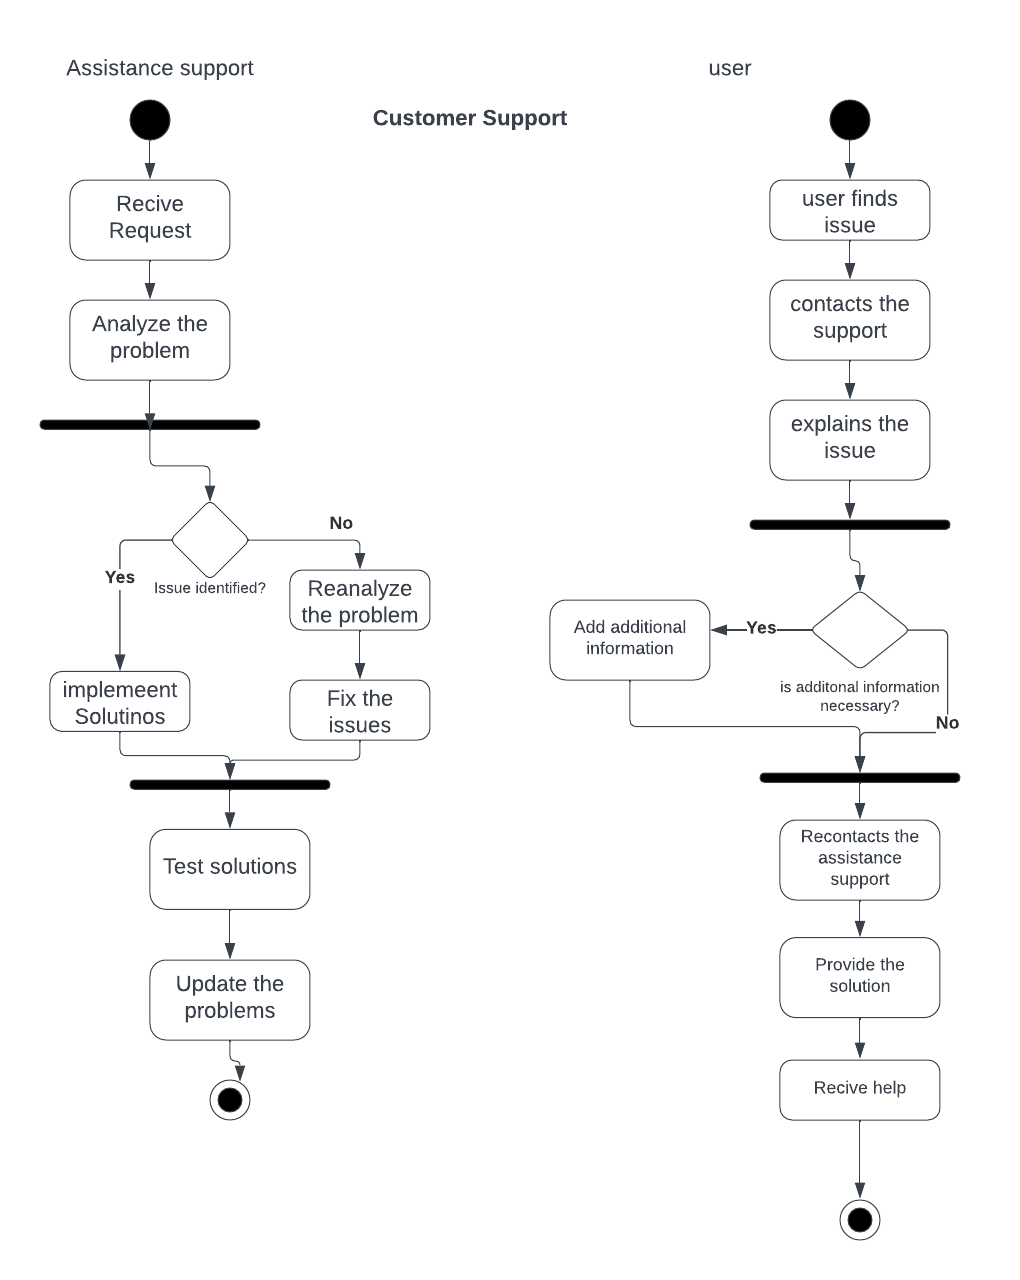 Assistance support
user
Customer Support
Recive
Request
Analyze the
problem
No
Yes
Issue identified?
Reanalyze
the problem
implemeent
Solutinos
Fix the
issues
Test solutions
Update the
problems
user finds
issue
contacts the
support
explains the
issue
Add additional
information
Yes
is additonal information
necessary?
No
Recontacts the
assistance
support
Provide the
solution
Recive help